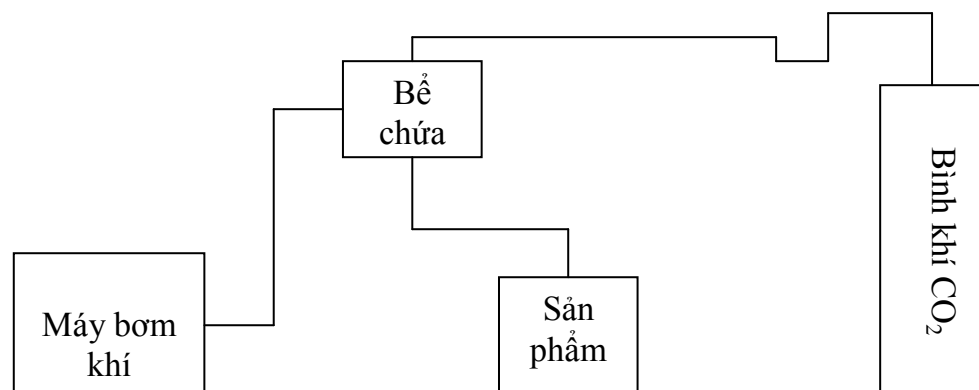 Bể
chứa
Bình khí CO₂
Máy bơm
khí
Sản
phẩm